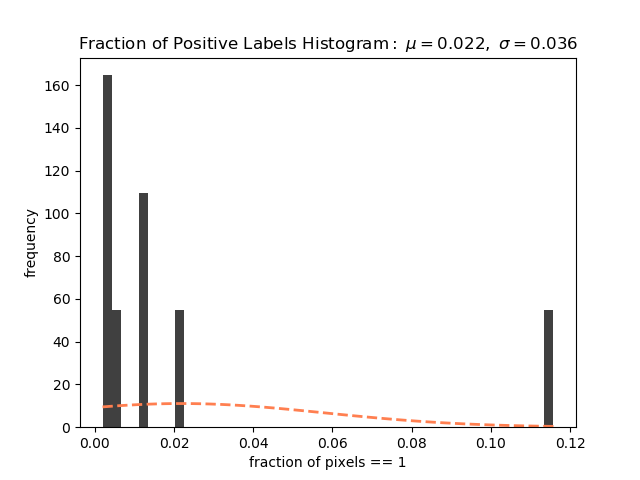 Fraction of Positive Labels Histogram : μ = 0.022, σ = 0.036
160
140
120
100
80
60
40
20
0
frequency
0.00 0.02 0.04 0.06 0.08 0.10 0.12
fraction of pixels == 1